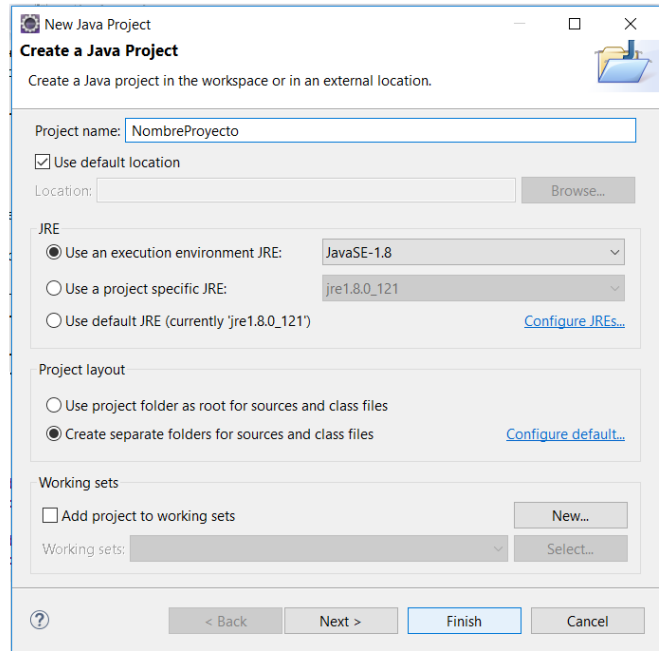 New Java Project
Create a Java Project
Create a Java project in the workspace or in an external location.
Project name: NombreProyecto
Use default location
Location: Browse...
JRE
Use an execution environment JRE: JavaSE-1.8
Use a project specific JRE: jre1.8.0_121
Use default JRE (currently 'jre1.8.0_121') Configure JREs...
Project layout
Use project folder as root for sources and class files
Create separate folders for sources and class files Configure default...
Working sets
Add project to working sets New...
Working sets: Select...
? < Back Next > Finish Cancel